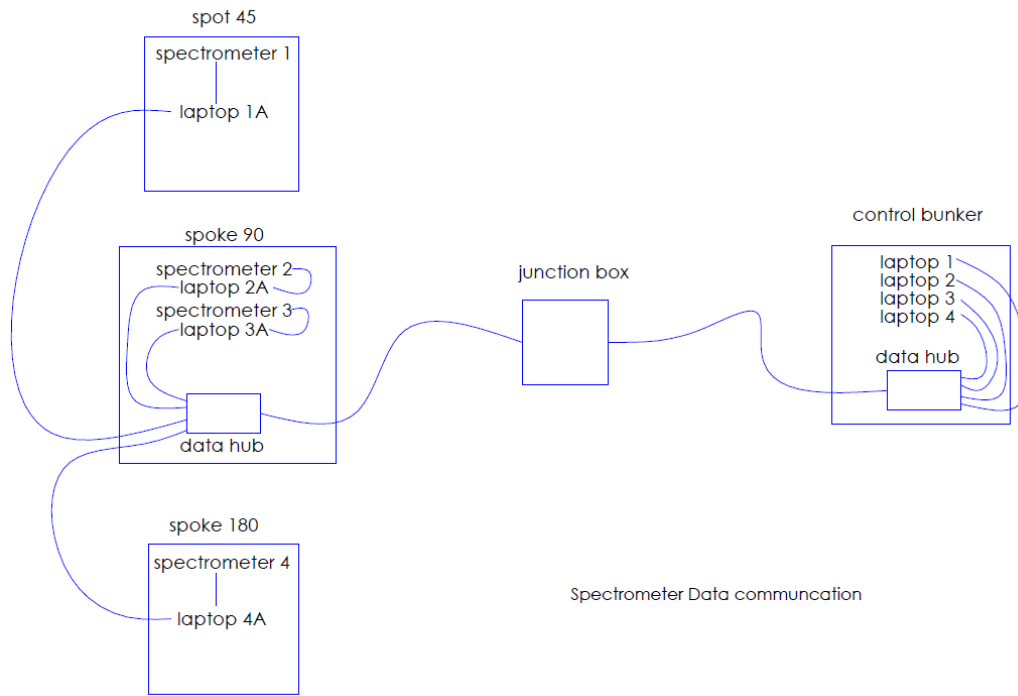 spot 45
spectrometer 1
laptop 1A
spoke 90
spectrometer 2
laptop 2A
spectrometer 3
laptop 3A
data hub
spoke 180
spectrometer 4
laptop 4A
junction box
control bunker
laptop 1
laptop 2
laptop 3
laptop 4
data hub
Spectrometer Data communcation